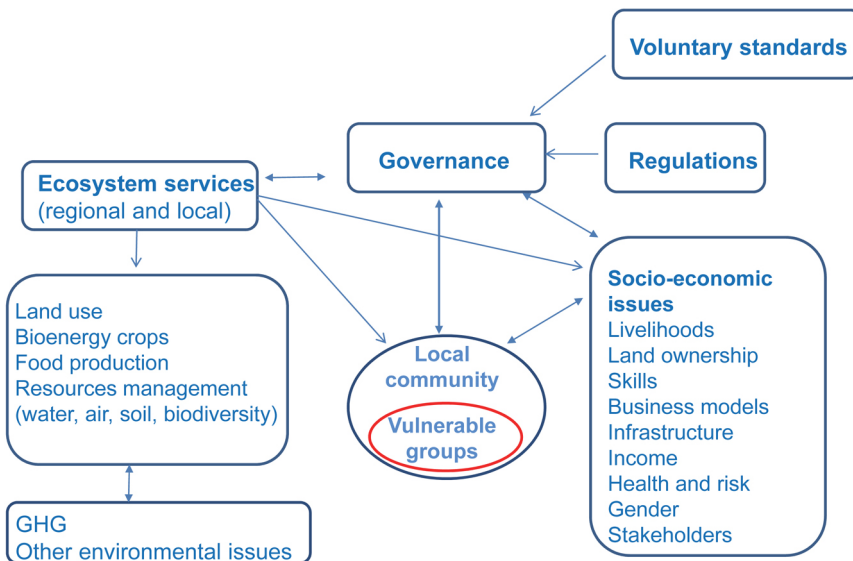 Voluntary standards
Governance
Regulations
Ecosystem services
(regional and local)
Land use
Bioenergy crops
Food production
Resources management
(water, air, soil, biodiversity)
GHG
Other environmental issues
Local
community
Vulnerable
groups
Socio-economic
issues
Livelihoods
Land ownership
Skills
Business models
Infrastructure
Income
Health and risk
Gender
Stakeholders